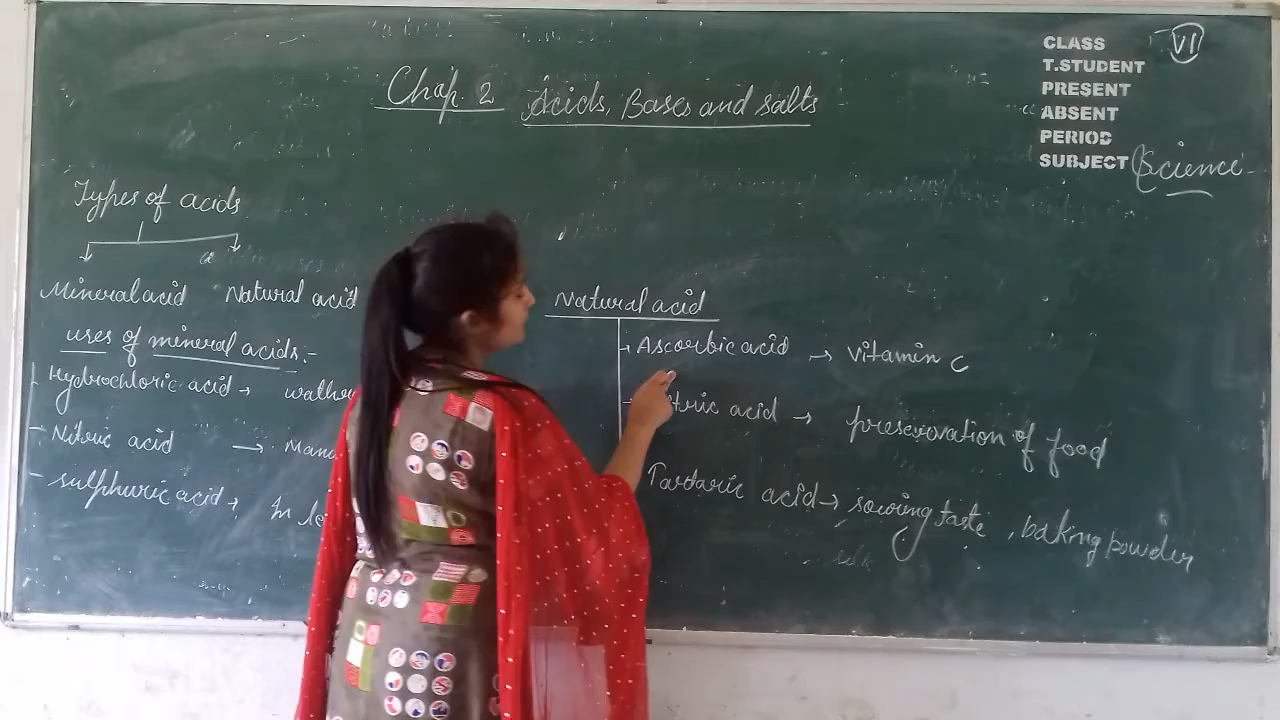 CLASS VI
T.STUDENT
PRESENT
ABSENT
PERIOD
SUBJECT Science
Chap. 2 Acids, Bases and salts
Types of acids
Mineral acid Natural acid
uses of mineral acids:-
Hydrochloric acid →
Nitric acid →
sulphuric acid → In
Natural acid
Ascorbic acid → Vitamin C
acid → preservation of food
Tartaric acid → sowing taste, baking powder